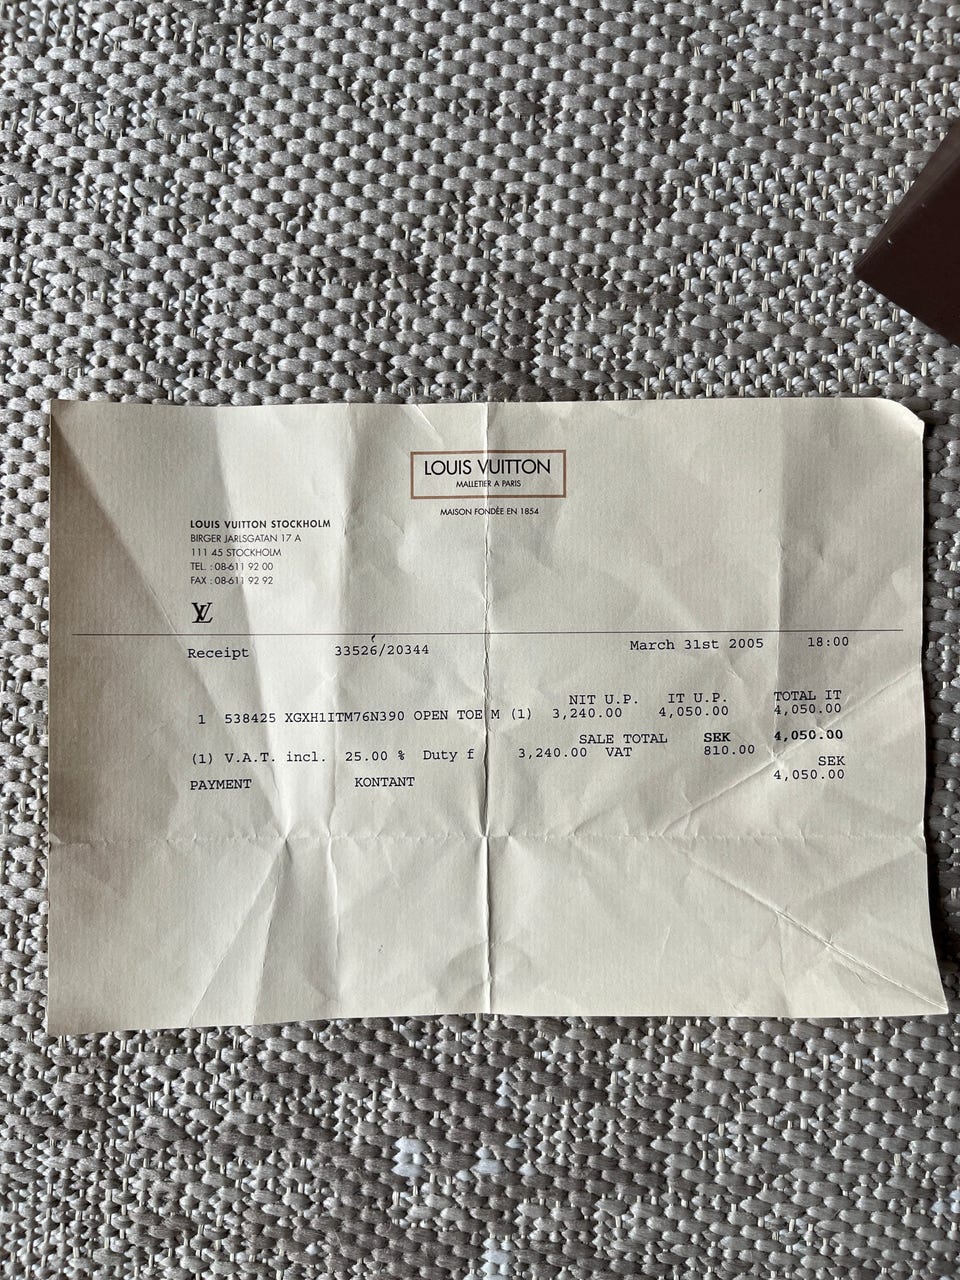 LOUIS VUITTON
MALLETIER A PARIS
MAISON FONDÉE EN 1854
LOUIS VUITTON STOCKHOLM
BIRGER JARLSGATAN 17 A
111 45 STOCKHOLM
TEL. : 08-611 92 00
FAX : 08-611 92 92
LV
Receipt 33526/20344 March 31st 2005 18:00
NIT U.P. IT U.P. TOTAL IT
1 538425 XGXH1ITM76N390 OPEN TOE M (1) 3,240.00 4,050.00 4,050.00
SALE TOTAL SEK 4,050.00
(1) V.A.T. incl. 25.00 % Duty f 3,240.00 VAT 810.00
SEK
PAYMENT KONTANT 4,050.00